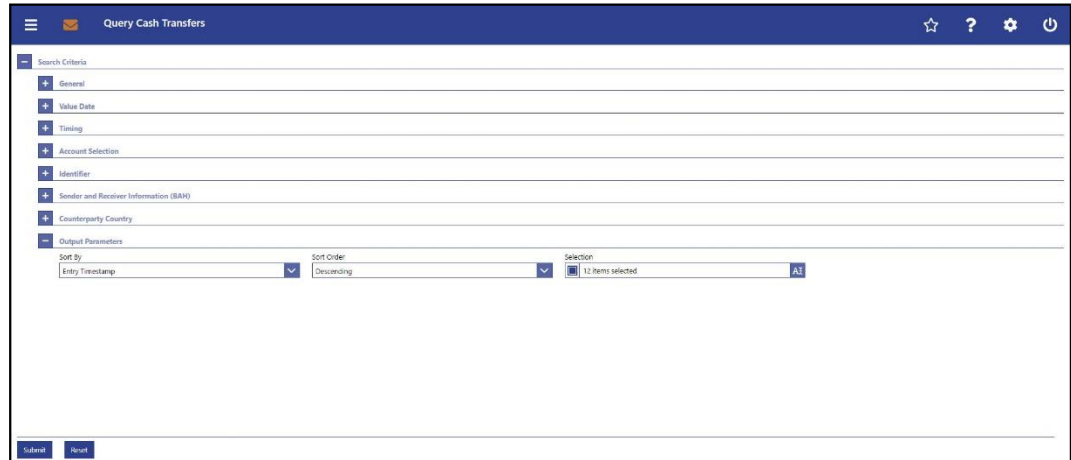 Query Cash Transfers
Search Criteria
General
Value Date
Timing
Account Selection
Identifier
Sender and Receiver Information (BAH)
Counterparty Country
Output Parameters
Sort By Sort Order Selection
Entry Timestamp Descending 12 items selected
Submit Reset